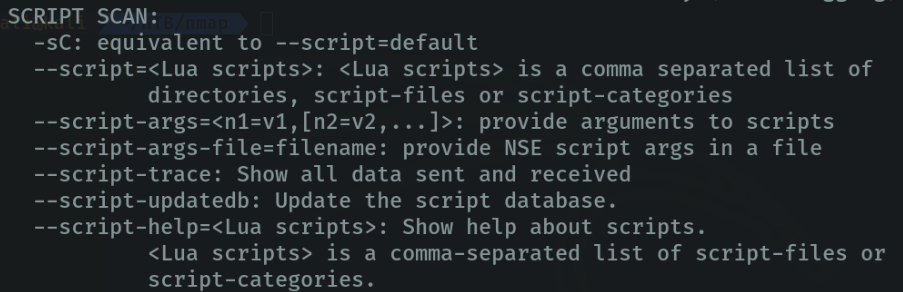 SCRIPT SCAN:
-sC: equivalent to --script=default
--script=<Lua scripts>: <Lua scripts> is a comma separated list of
directories, script-files or script-categories
--script-args=<n1=v1,[n2=v2,...]>: provide arguments to scripts
--script-args-file=filename: provide NSE script args in a file
--script-trace: Show all data sent and received
--script-updatedb: Update the script database.
--script-help=<Lua scripts>: Show help about scripts.
<Lua scripts> is a comma-separated list of script-files or
script-categories.